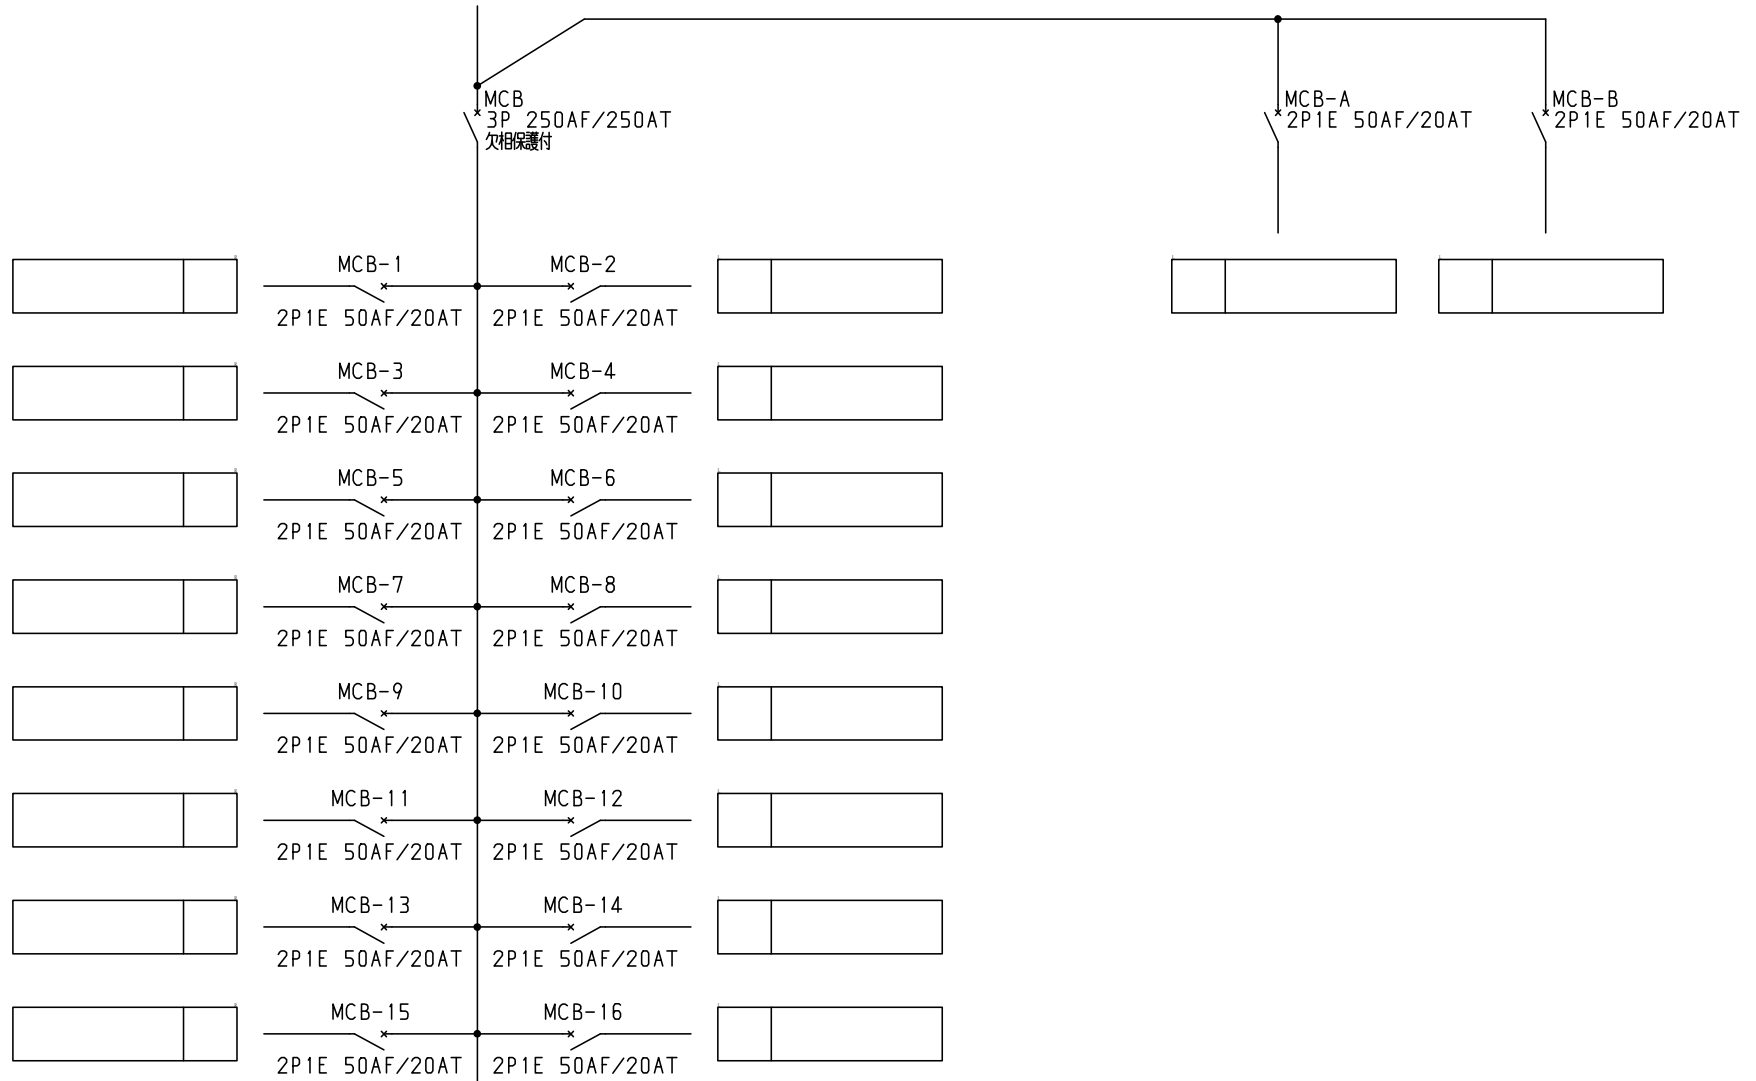 MCB
3P 250AF/250AT
欠相保護付
MCB-A
2P1E 50AF/20AT
MCB-B
2P1E 50AF/20AT
MCB-1
2P1E 50AF/20AT
MCB-2
2P1E 50AF/20AT
MCB-3
2P1E 50AF/20AT
MCB-4
2P1E 50AF/20AT
MCB-5
2P1E 50AF/20AT
MCB-6
2P1E 50AF/20AT
MCB-7
2P1E 50AF/20AT
MCB-8
2P1E 50AF/20AT
MCB-9
2P1E 50AF/20AT
MCB-10
2P1E 50AF/20AT
MCB-11
2P1E 50AF/20AT
MCB-12
2P1E 50AF/20AT
MCB-13
2P1E 50AF/20AT
MCB-14
2P1E 50AF/20AT
MCB-15
2P1E 50AF/20AT
MCB-16
2P1E 50AF/20AT